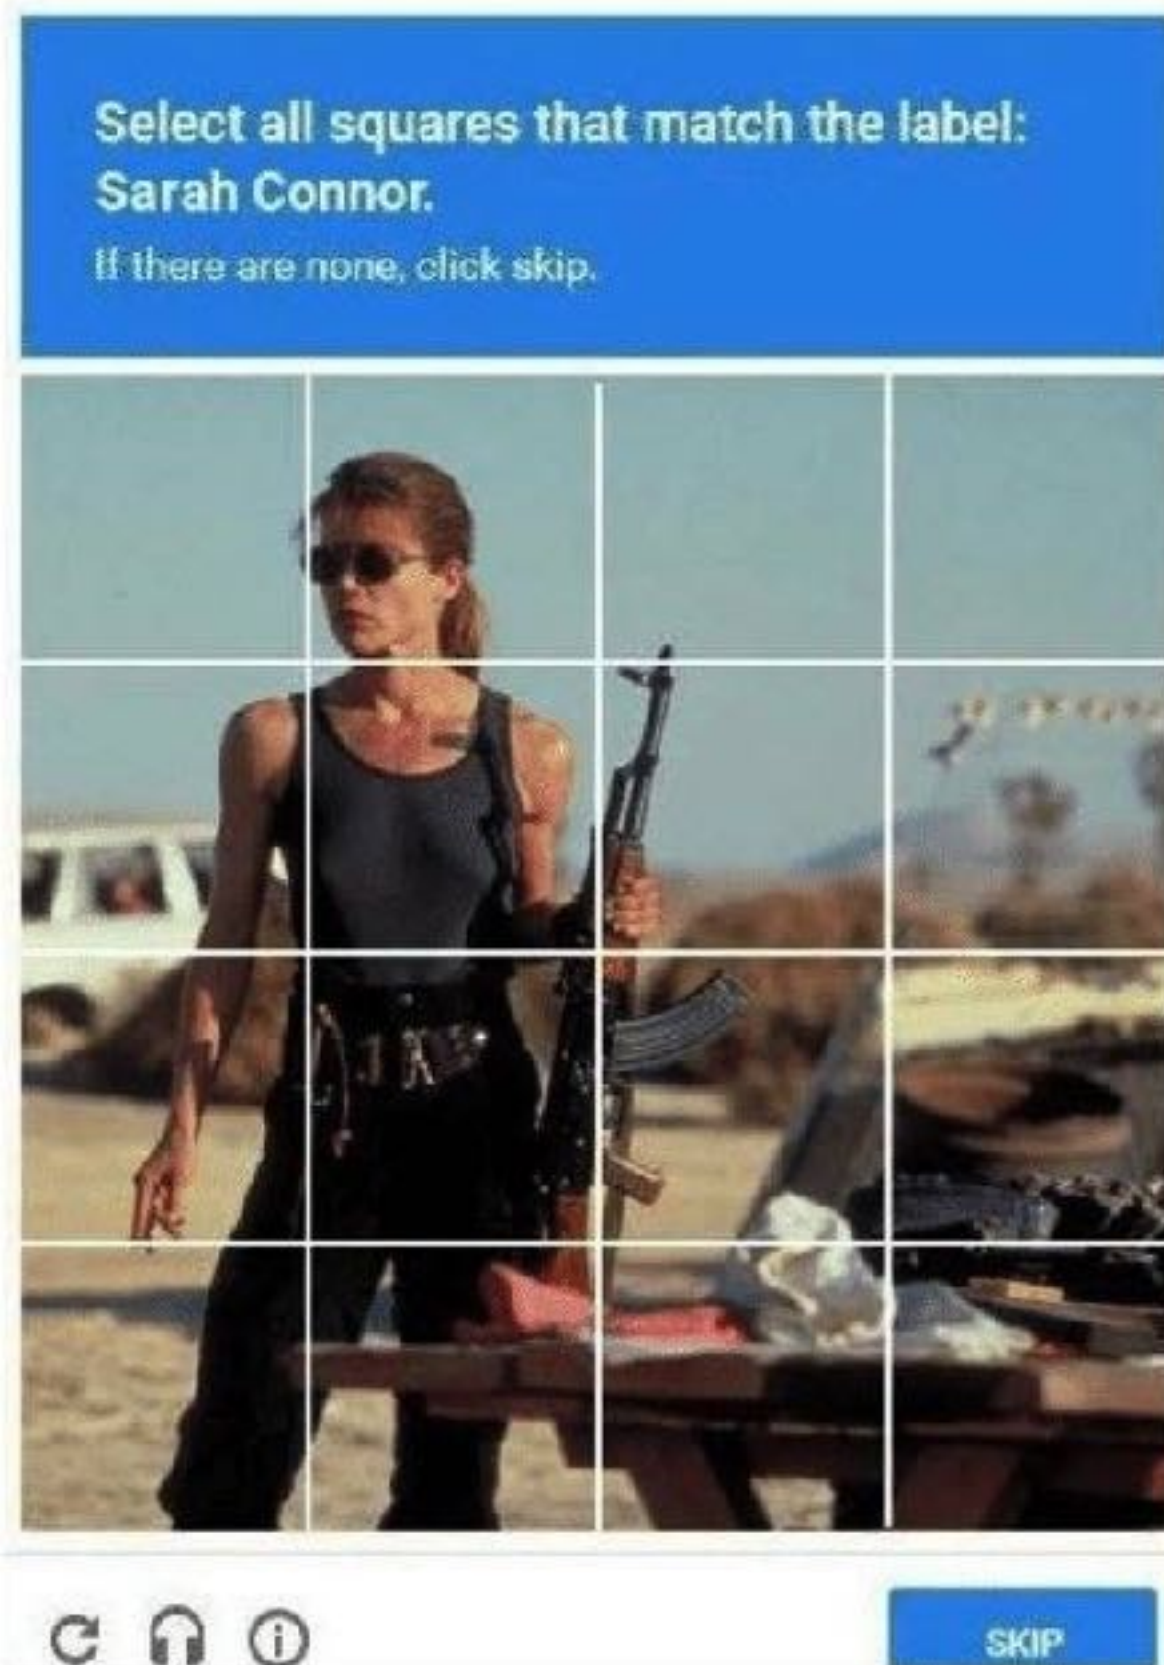 Select all squares that match the label:
Sarah Connor.
If there are none, click skip.
SKIP